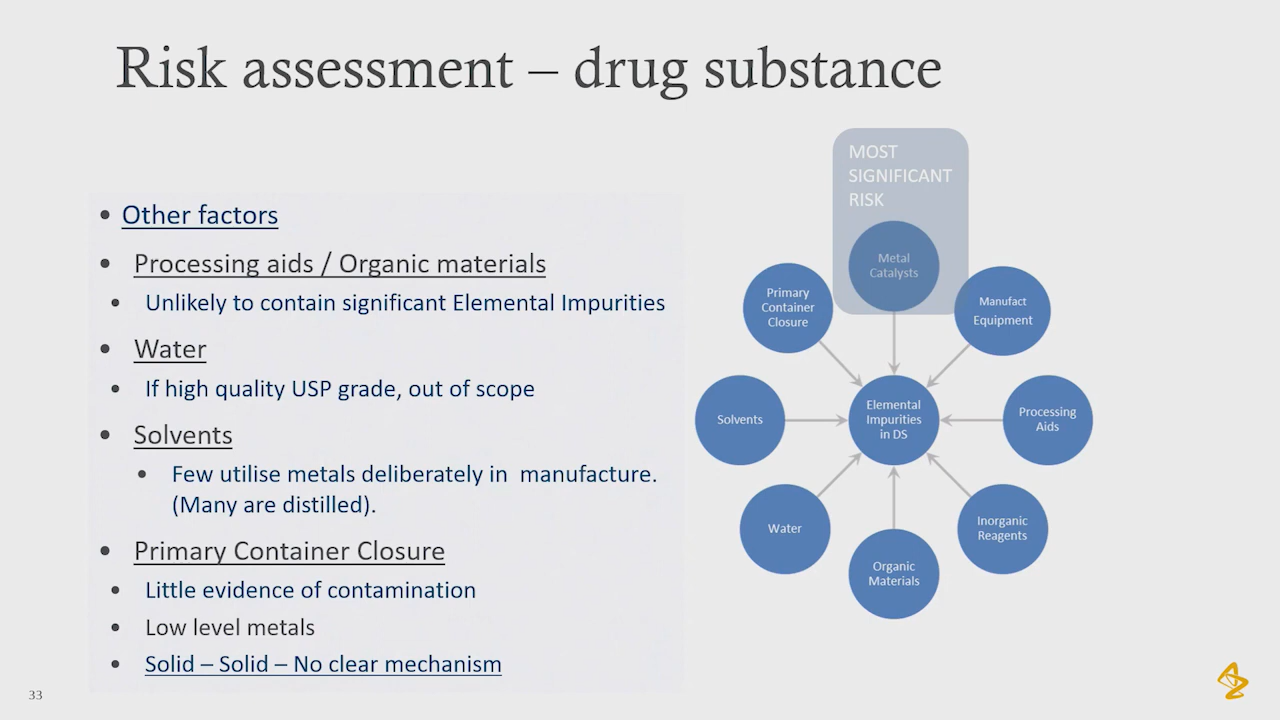 Risk assessment – drug substance
• Other factors
• Processing aids / Organic materials
• Unlikely to contain significant Elemental Impurities
• Water
• If high quality USP grade, out of scope
• Solvents
• Few utilise metals deliberately in manufacture.
(Many are distilled).
• Primary Container Closure
• Little evidence of contamination
• Low level metals
• Solid – Solid – No clear mechanism
MOST
SIGNIFICANT
RISK
Metal
Catalysts
Primary
Container
Closure
Manufact
Equipment
Solvents
Elemental
Impurities
in DS
Processing
Aids
Water
Inorganic
Reagents
Organic
Materials
33